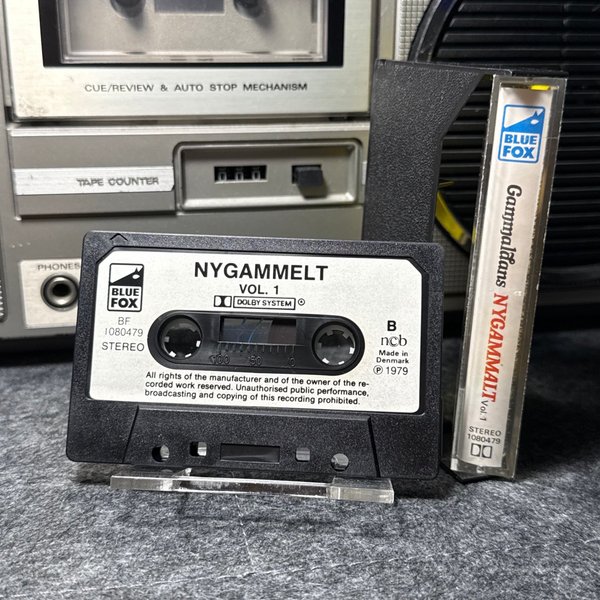 CUE/REVIEW & AUTO STOP MECHANISM
TAPE COUNTER
PHONES
BLUE
FOX
NYGAMMELT
VOL. 1
DOLBY SYSTEM
BF
1080479
STEREO
B
ncb
Made in
Denmark
℗ 1979
100 50 0
All rights of the manufacturer and of the owner of the re-
corded work reserved. Unauthorised public performance,
broadcasting and copying of this recording prohibited.
BLUE
FOX
Gammaldans NYGAMMALT Vol. 1
STEREO
1080479